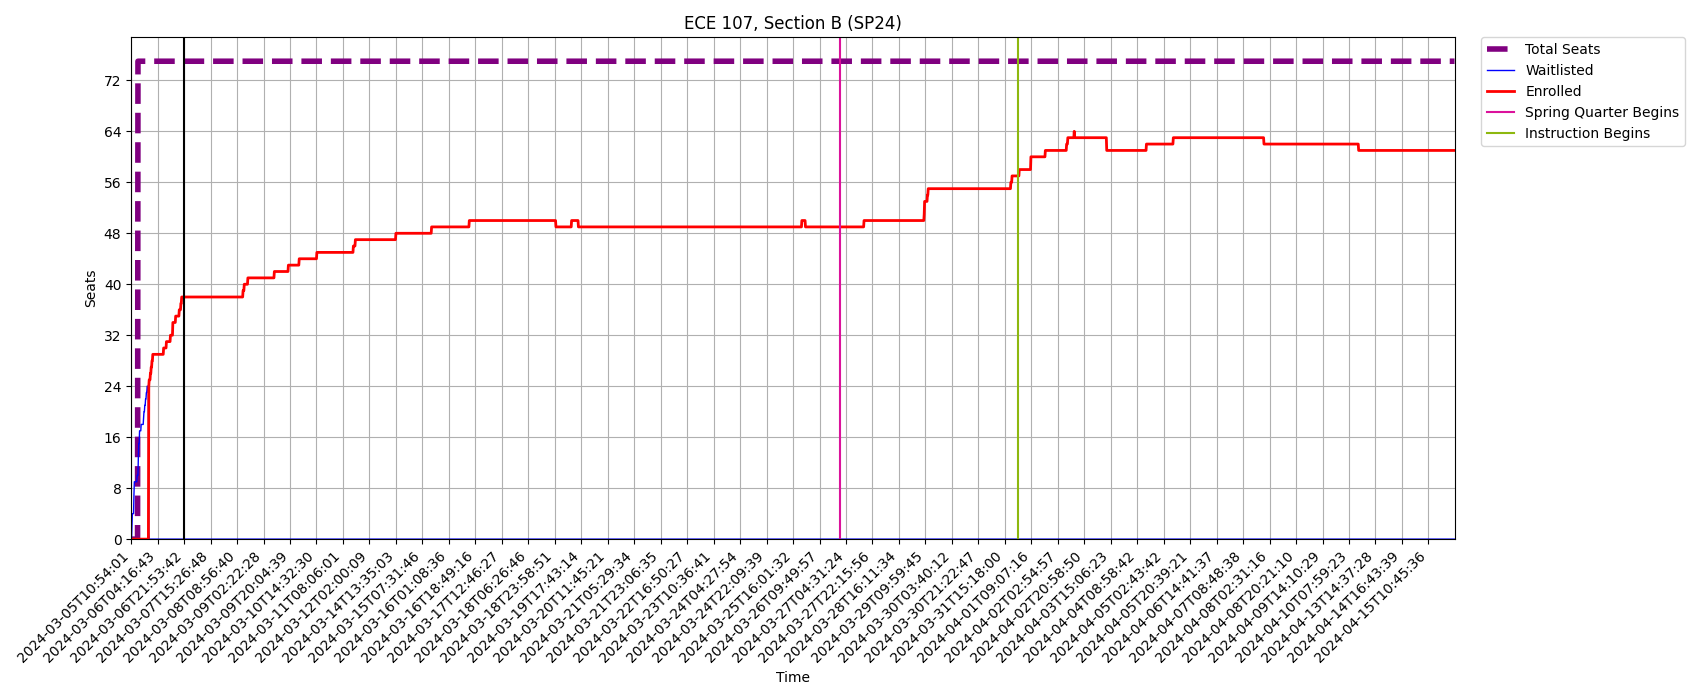 ECE 107, Section B (SP24)
Total Seats
Waitlisted
Enrolled
Spring Quarter Begins
Instruction Begins
Seats
72
64
56
48
40
32
24
16
8
0
2024-03-05T10:54:01
2024-03-06T04:16:43
2024-03-06T21:53:42
2024-03-07T15:26:48
2024-03-08T08:56:40
2024-03-09T02:22:28
2024-03-09T20:04:39
2024-03-10T14:32:30
2024-03-11T08:06:01
2024-03-12T02:00:09
2024-03-14T13:35:03
2024-03-15T07:31:46
2024-03-16T01:08:36
2024-03-16T18:49:16
2024-03-17T12:46:27
2024-03-18T06:26:46
2024-03-18T23:58:51
2024-03-19T17:43:14
2024-03-20T11:45:21
2024-03-21T05:29:34
2024-03-21T23:06:35
2024-03-22T16:50:27
2024-03-23T10:36:41
2024-03-24T04:27:54
2024-03-24T22:09:39
2024-03-25T16:01:32
2024-03-26T09:49:57
2024-03-27T04:31:24
2024-03-27T22:15:56
2024-03-28T16:11:34
2024-03-29T09:59:45
2024-03-30T03:40:12
2024-03-30T21:22:47
2024-03-31T15:18:00
2024-04-01T09:07:16
2024-04-02T02:54:57
2024-04-02T20:58:50
2024-04-03T15:06:23
2024-04-04T08:58:42
2024-04-05T02:43:42
2024-04-05T20:39:21
2024-04-06T14:41:37
2024-04-07T08:48:38
2024-04-08T02:31:16
2024-04-08T20:21:10
2024-04-09T14:10:29
2024-04-10T07:59:23
2024-04-13T14:37:28
2024-04-14T16:43:39
2024-04-15T10:45:36
Time